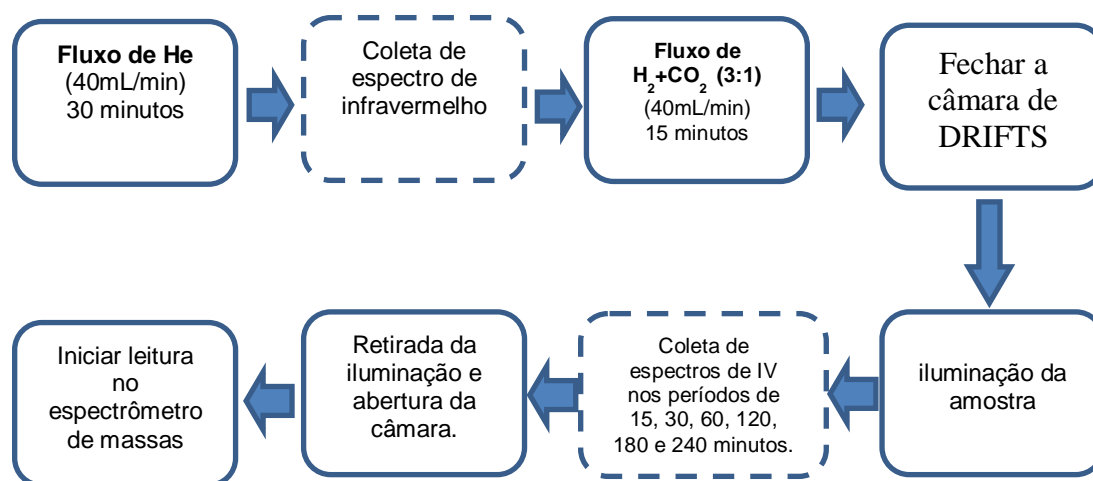 Fluxo de He
(40mL/min)
30 minutos
Coleta de
espectro de
infravermelho
Fluxo de
H₂+CO₂ (3:1)
(40mL/min)
15 minutos
Fechar a
câmara de
DRIFTS
iluminação da
amostra
Coleta de
espectros de IV
nos períodos de
15, 30, 60, 120,
180 e 240 minutos.
Retirada da
iluminação e
abertura da
câmara.
Iniciar leitura
no
espectrômetro
de massas